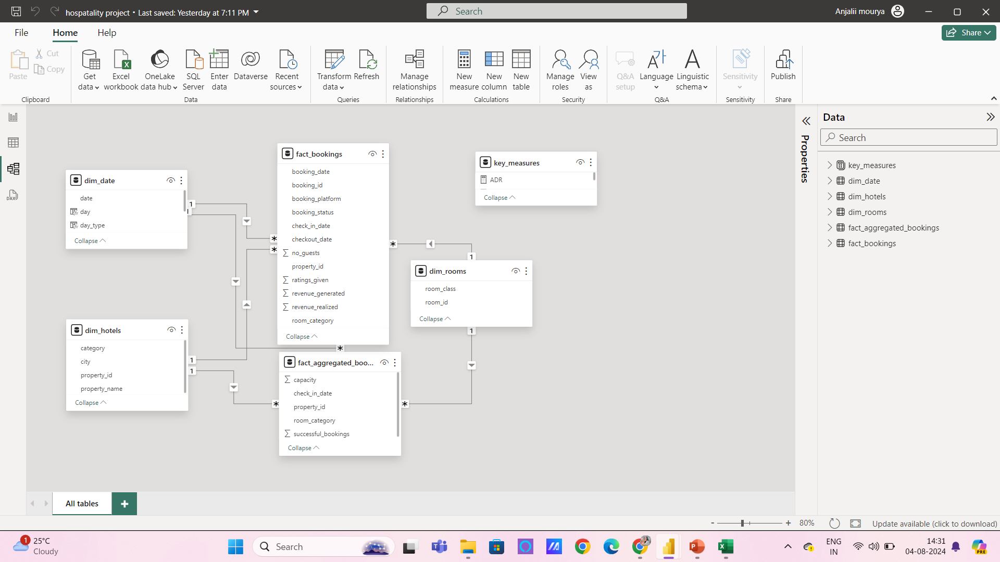 hospatality project • Last saved: Yesterday at 7:11 PM
Search
Anjalii mourya
File
Home
Help
Share
Paste
Cut
Copy
Clipboard
Get data
Excel workbook
OneLake data hub
SQL Server
Enter data
Dataverse
Recent sources
Data
Transform data
Refresh
Queries
Manage relationships
Relationships
New measure
New column
New table
Calculations
Manage roles
View as
Security
Q&A setup
Language
Linguistic schema
Q&A
Sensitivity
Sensitivity
Publish
Share
DAX
dim_date
date
day
day_type
Collapse
1
1
*
*
dim_hotels
category
city
property_id
property_name
Collapse
1
1
fact_bookings
booking_date
booking_id
booking_platform
booking_status
check_in_date
checkout_date
no_guests
property_id
ratings_given
revenue_generated
revenue_realized
room_category
Collapse
*
*
fact_aggregated_boo...
capacity
check_in_date
property_id
room_category
successful_bookings
Collapse
*
*
key_measures
ADR
Collapse
1
dim_rooms
room_class
room_id
Collapse
1
Properties
Data
Search
key_measures
dim_date
dim_hotels
dim_rooms
fact_aggregated_bookings
fact_bookings
All tables
+
- + 80%
Update available (click to download)
1
25°C
Cloudy
Search
ENG
IN
14:31
04-08-2024
PRE